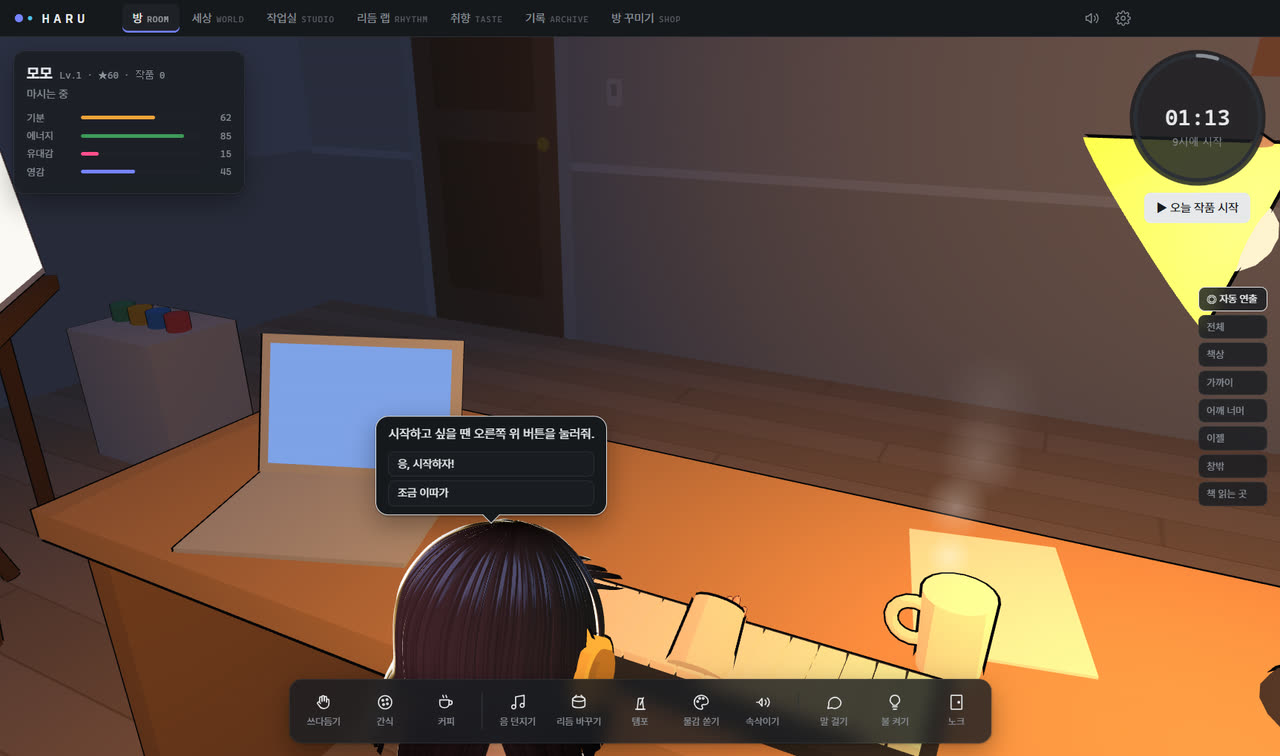 HARU
방 ROOM
세상 WORLD
작업실 STUDIO
리듬 랩 RHYTHM
취향 TASTE
기록 ARCHIVE
방 꾸미기 SHOP
모모 Lv.1 · ★60 · 작품 0
마시는 중
기분 62
에너지 85
유대감 15
영감 45
01:13
9시에 시작
▶ 오늘 작품 시작
◎ 자동 연출
전체
책상
가까이
어깨 너머
이젤
창밖
책 읽는 곳
시작하고 싶을 땐 오른쪽 위 버튼을 눌러줘.
응, 시작하자!
조금 이따가
쓰다듬기
간식
커피
음 던지기
리듬 바꾸기
템포
물감 쏟기
속삭이기
말 걸기
불 켜기
노크